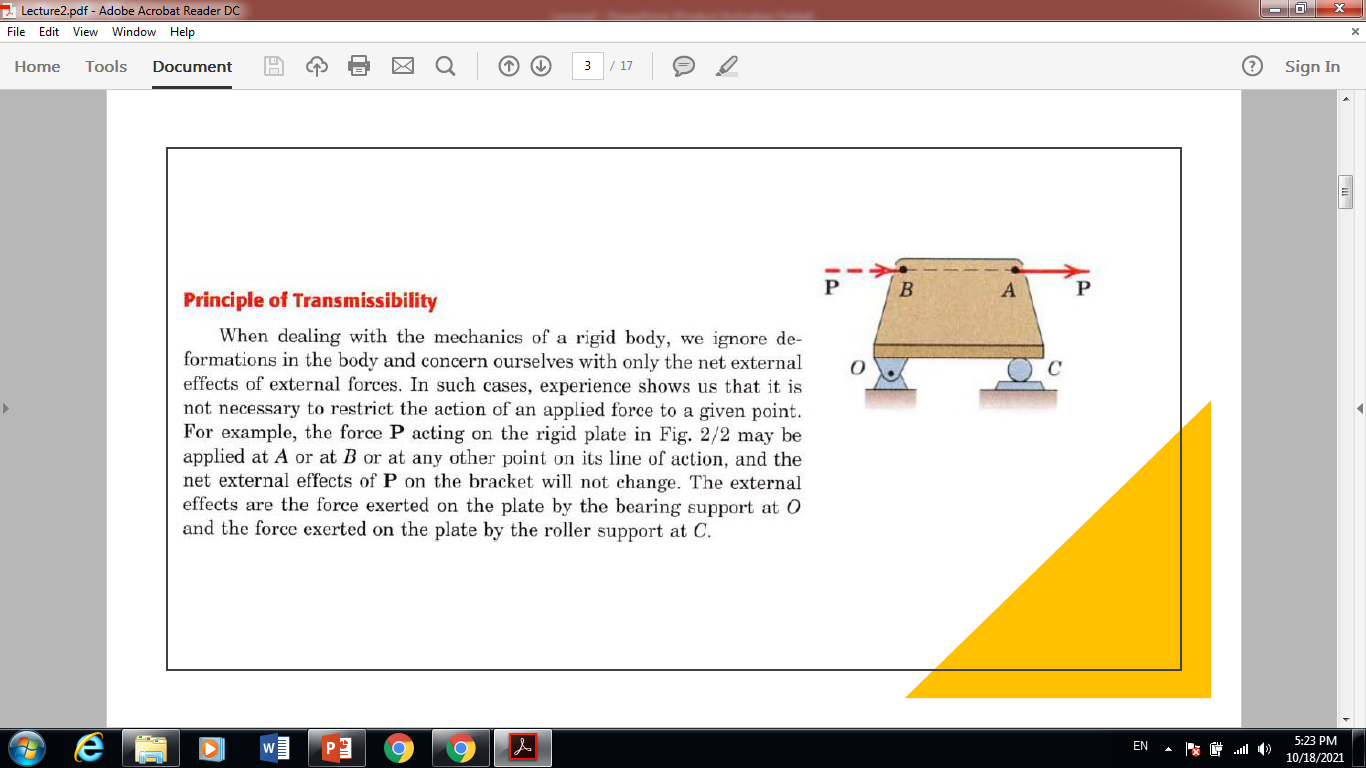 Lecture2.pdf - Adobe Acrobat Reader DC
File Edit View Window Help
Home Tools Document 3 / 17 Sign In
Principle of Transmissibility
When dealing with the mechanics of a rigid body, we ignore de-
formations in the body and concern ourselves with only the net external
effects of external forces. In such cases, experience shows us that it is
not necessary to restrict the action of an applied force to a given point.
For example, the force P acting on the rigid plate in Fig. 2/2 may be
applied at A or at B or at any other point on its line of action, and the
net external effects of P on the bracket will not change. The external
effects are the force exerted on the plate by the bearing support at O
and the force exerted on the plate by the roller support at C.
P B A P
O C
EN 5:23 PM
10/18/2021